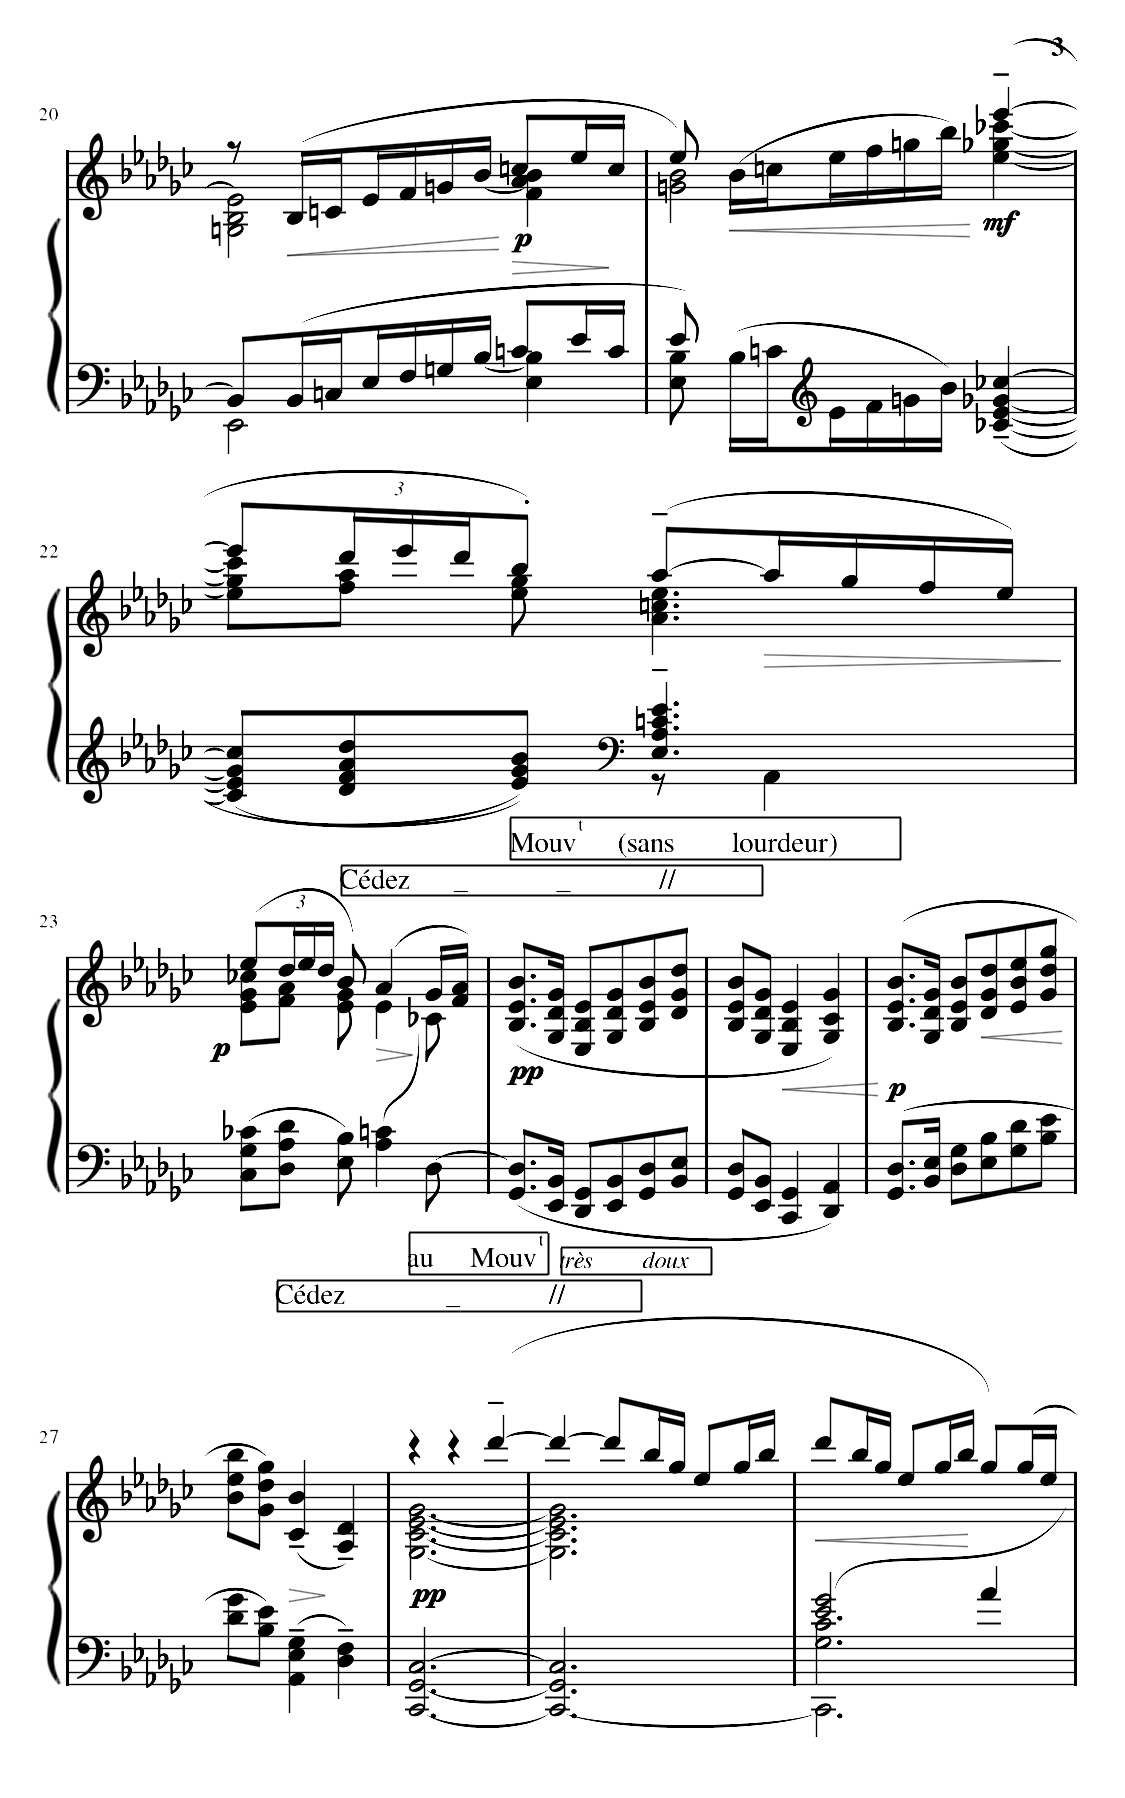 3
20
p
mf
22
3
Mouv t (sans lourdeur)
Cédez _ _ //
23
3
p
pp
p
au Mouv t très doux
Cédez _ //
27
pp